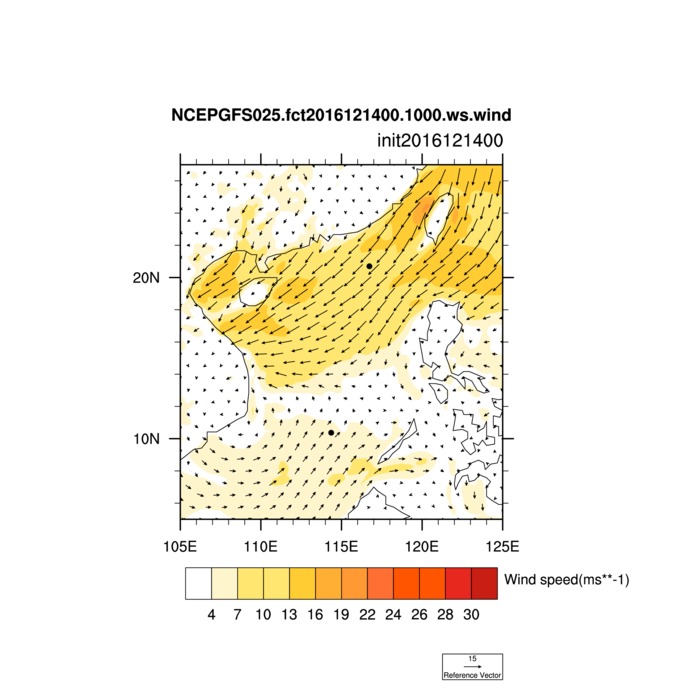 NCEPGFS025.fct2016121400.1000.ws.wind
init2016121400
20N
10N
105E 110E 115E 120E 125E
Wind speed(ms**-1)
4 7 10 13 16 19 22 24 26 28 30
15
Reference Vector